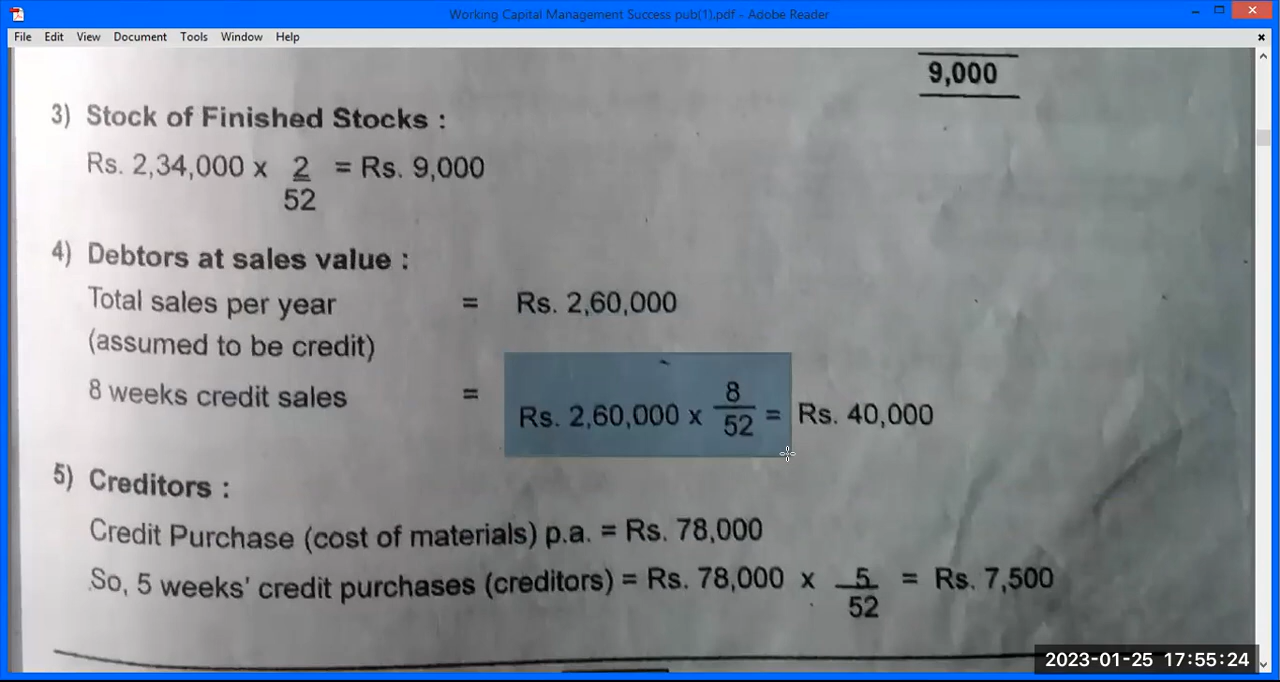 Working Capital Management Success pub(1).pdf - Adobe Reader
File Edit View Document Tools Window Help
9,000
3) Stock of Finished Stocks :
Rs. 2,34,000 x 2/52 = Rs. 9,000
4) Debtors at sales value :
Total sales per year = Rs. 2,60,000
(assumed to be credit)
8 weeks credit sales = Rs. 2,60,000 x 8/52 = Rs. 40,000
5) Creditors :
Credit Purchase (cost of materials) p.a. = Rs. 78,000
So, 5 weeks' credit purchases (creditors) = Rs. 78,000 x 5/52 = Rs. 7,500
2023-01-25 17:55:24